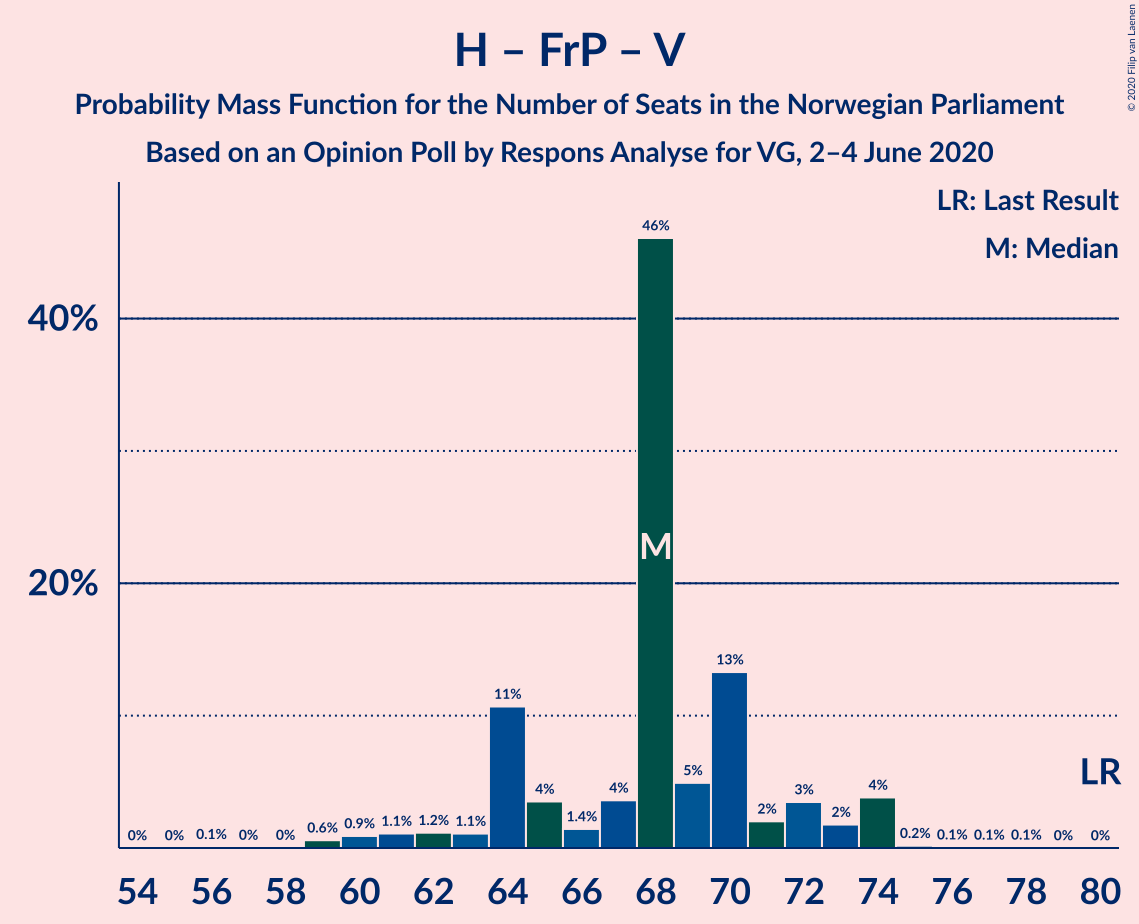 H – FrP – V
Probability Mass Function for the Number of Seats in the Norwegian Parliament
Based on an Opinion Poll by Respons Analyse for VG, 2–4 June 2020
© 2020 Filip van Laenen
LR: Last Result
M: Median
40%
20%
0% 0% 0.1% 0% 0% 0.6% 0.9% 1.1% 1.2% 1.1% 11% 4% 1.4% 4% 46% 5% 13% 2% 3% 2% 4% 0.2% 0.1% 0.1% 0.1% 0% 0%
M
LR
54 56 58 60 62 64 66 68 70 72 74 76 78 80